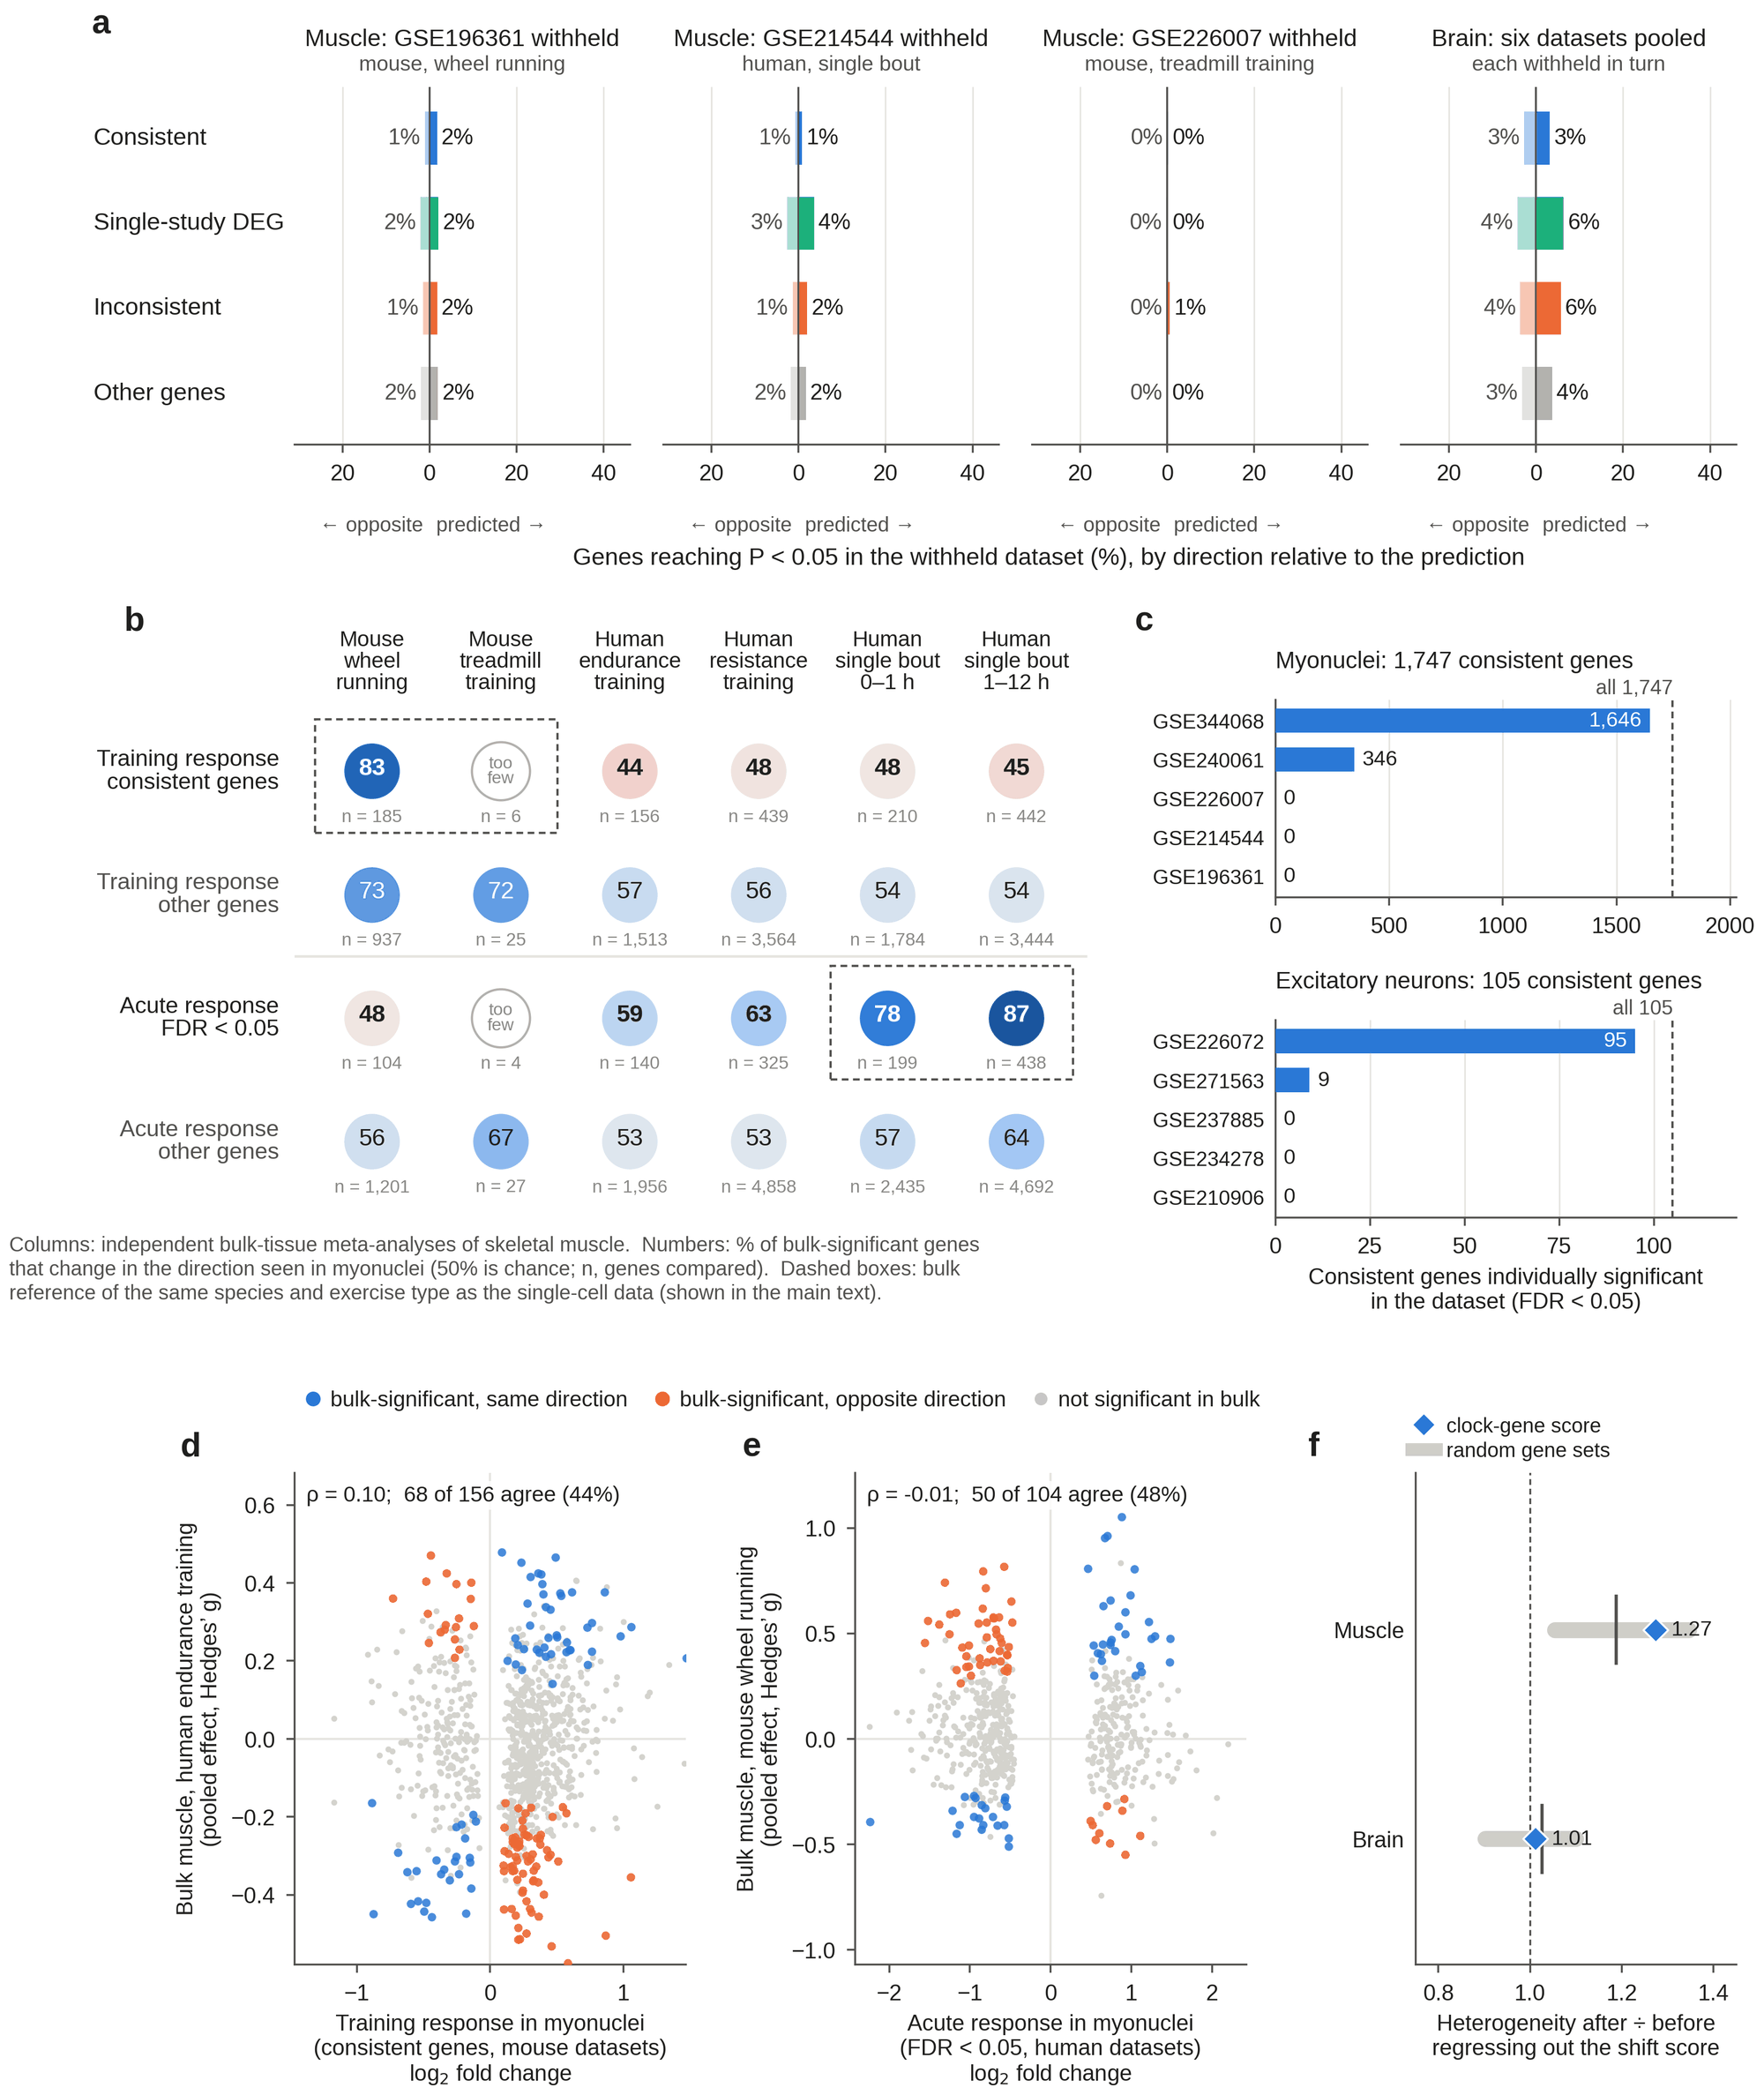 a
Muscle: GSE196361 withheld
mouse, wheel running
Muscle: GSE214544 withheld
human, single bout
Muscle: GSE226007 withheld
mouse, treadmill training
Brain: six datasets pooled
each withheld in turn
Consistent
1% 2%
1% 1%
0% 0%
3% 3%
Single-study DEG
2% 2%
3% 4%
0% 0%
4% 6%
Inconsistent
1% 2%
1% 2%
0% 1%
4% 6%
Other genes
2% 2%
2% 2%
0% 0%
3% 4%
20 0 20 40
20 0 20 40
20 0 20 40
20 0 20 40
← opposite predicted →
← opposite predicted →
← opposite predicted →
← opposite predicted →
Genes reaching P < 0.05 in the withheld dataset (%), by direction relative to the prediction
b
Mouse
wheel
running
Mouse
treadmill
training
Human
endurance
training
Human
resistance
training
Human
single bout
0–1 h
Human
single bout
1–12 h
Training response
consistent genes
83
too
few
44
48
48
45
n = 185
n = 6
n = 156
n = 439
n = 210
n = 442
Training response
other genes
73
72
57
56
54
54
n = 937
n = 25
n = 1,513
n = 3,564
n = 1,784
n = 3,444
Acute response
FDR < 0.05
48
too
few
59
63
78
87
n = 104
n = 4
n = 140
n = 325
n = 199
n = 438
Acute response
other genes
56
67
53
53
57
64
n = 1,201
n = 27
n = 1,956
n = 4,858
n = 2,435
n = 4,692
Columns: independent bulk-tissue meta-analyses of skeletal muscle. Numbers: % of bulk-significant genes
that change in the direction seen in myonuclei (50% is chance; n, genes compared). Dashed boxes: bulk
reference of the same species and exercise type as the single-cell data (shown in the main text).
c
Myonuclei: 1,747 consistent genes
all 1,747
GSE344068
1,646
GSE240061
346
GSE226007
0
GSE214544
0
GSE196361
0
0 500 1000 1500 2000
Excitatory neurons: 105 consistent genes
all 105
GSE226072
95
GSE271563
9
GSE237885
0
GSE234278
0
GSE210906
0
0 25 50 75 100
Consistent genes individually significant
in the dataset (FDR < 0.05)
bulk-significant, same direction
bulk-significant, opposite direction
not significant in bulk
d
ρ = 0.10; 68 of 156 agree (44%)
Bulk muscle, human endurance training
(pooled effect, Hedges’ g)
0.6
0.4
0.2
0.0
−0.2
−0.4
−1 0 1
Training response in myonuclei
(consistent genes, mouse datasets)
log2 fold change
e
ρ = -0.01; 50 of 104 agree (48%)
Bulk muscle, mouse wheel running
(pooled effect, Hedges’ g)
1.0
0.5
0.0
−0.5
−1.0
−2 −1 0 1 2
Acute response in myonuclei
(FDR < 0.05, human datasets)
log2 fold change
f
clock-gene score
random gene sets
Muscle
1.27
Brain
1.01
0.8 1.0 1.2 1.4
Heterogeneity after ÷ before
regressing out the shift score